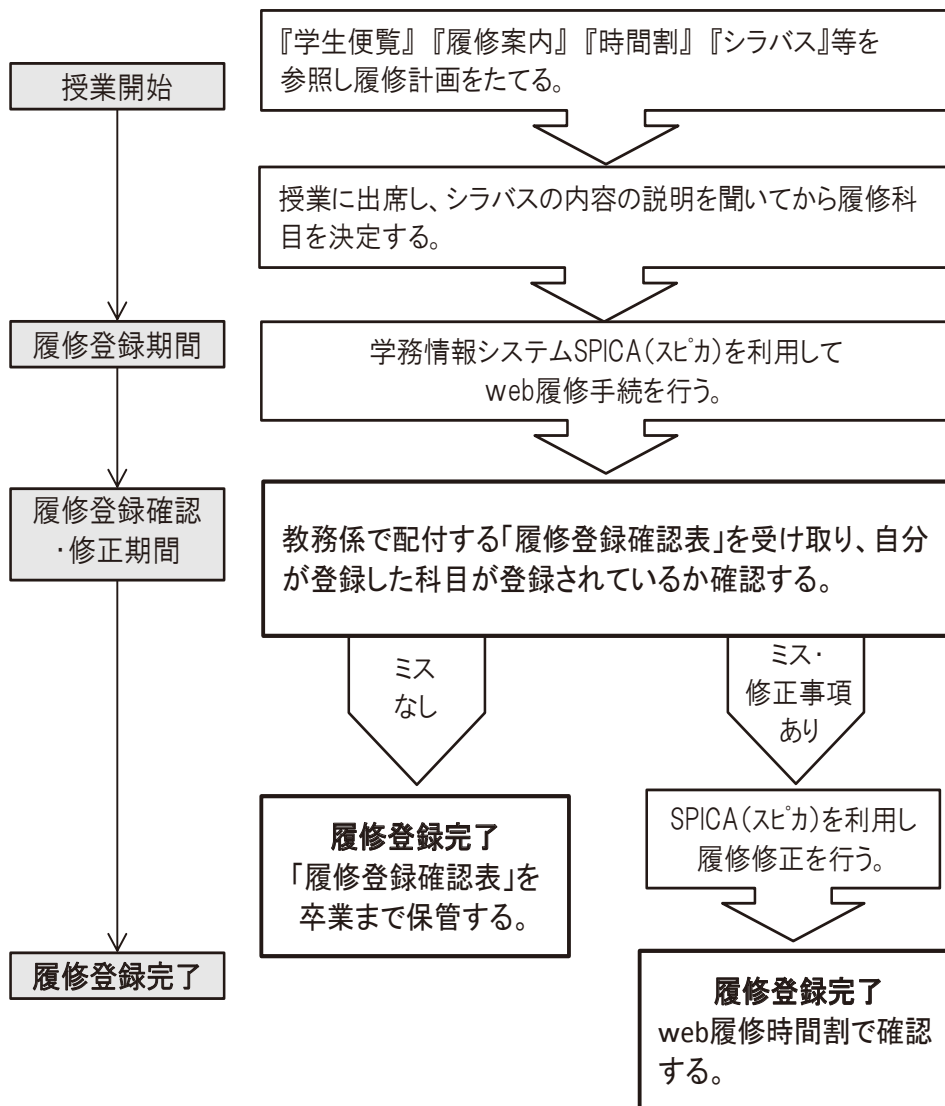 『学生便覧』『履修案内』『時間割』『シラバス』等を
参照し履修計画をたてる。
授業開始
授業に出席し、シラバスの内容の説明を聞いてから履修科
目を決定する。
履修登録期間
学務情報システムSPICA(スピカ)を利用して
web履修手続を行う。
履修登録確認
・修正期間
教務係で配付する「履修登録確認表」を受け取り、自分
が登録した科目が登録されているか確認する。
ミス
なし
ミス・
修正事項
あり
履修登録完了
「履修登録確認表」を
卒業まで保管する。
SPICA(スピカ)を利用し
履修修正を行う。
履修登録完了
履修登録完了
web履修時間割で確認
する。